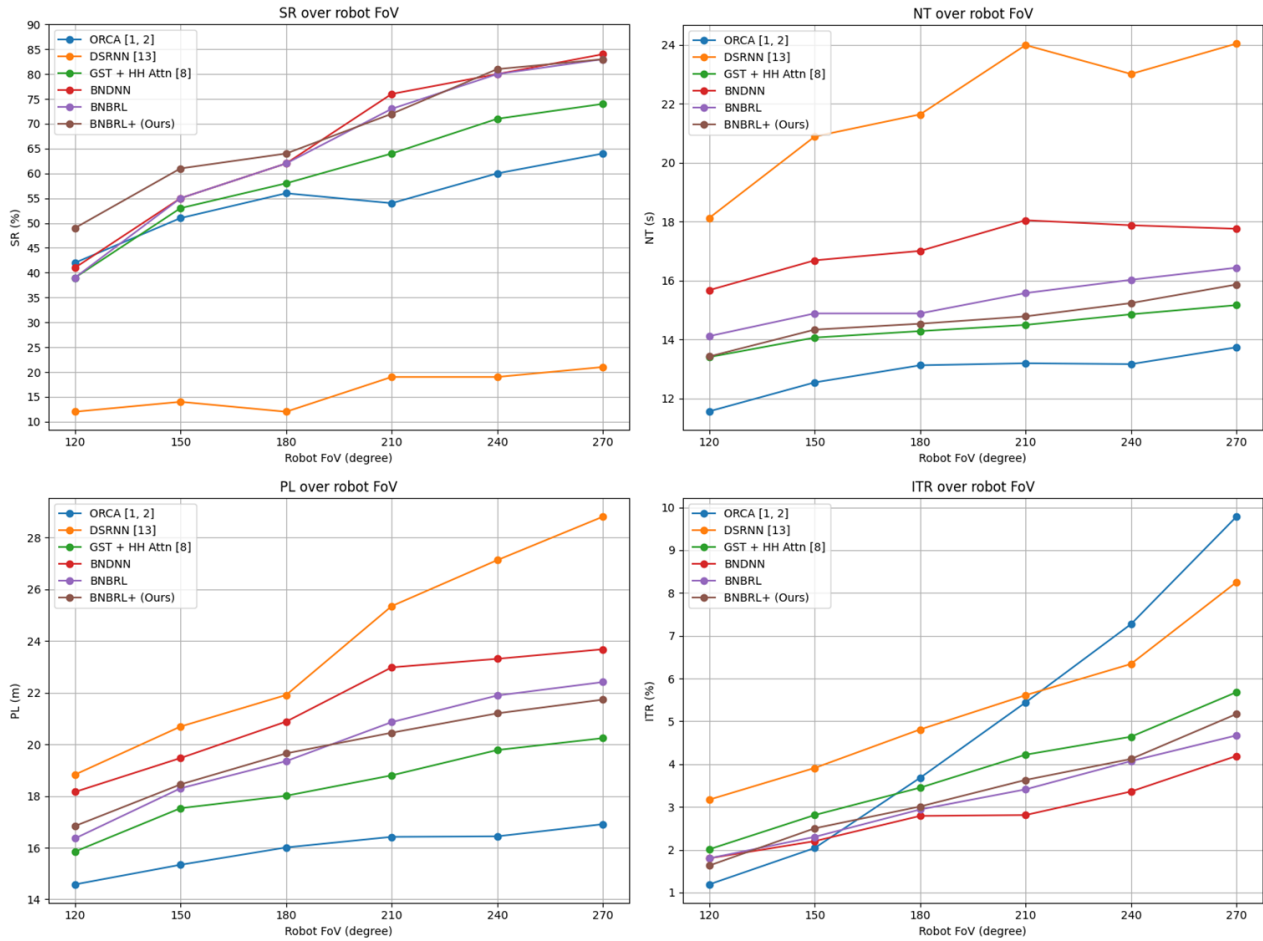 SR over robot FoV
90
85
80
75
70
65
60
55
50
45
40
35
30
25
20
15
10
SR (%)
ORCA [1, 2]
DSRNN [13]
GST + HH Attn [8]
BNDNN
BNBRL
BNBRL+ (Ours)
120 150 180 210 240 270
Robot FoV (degree)
NT over robot FoV
24
22
20
18
16
14
12
NT (s)
ORCA [1, 2]
DSRNN [13]
GST + HH Attn [8]
BNDNN
BNBRL
BNBRL+ (Ours)
120 150 180 210 240 270
Robot FoV (degree)
PL over robot FoV
28
26
24
22
20
18
16
14
PL (m)
ORCA [1, 2]
DSRNN [13]
GST + HH Attn [8]
BNDNN
BNBRL
BNBRL+ (Ours)
120 150 180 210 240 270
Robot FoV (degree)
ITR over robot FoV
10
9
8
7
6
5
4
3
2
1
ITR (%)
ORCA [1, 2]
DSRNN [13]
GST + HH Attn [8]
BNDNN
BNBRL
BNBRL+ (Ours)
120 150 180 210 240 270
Robot FoV (degree)